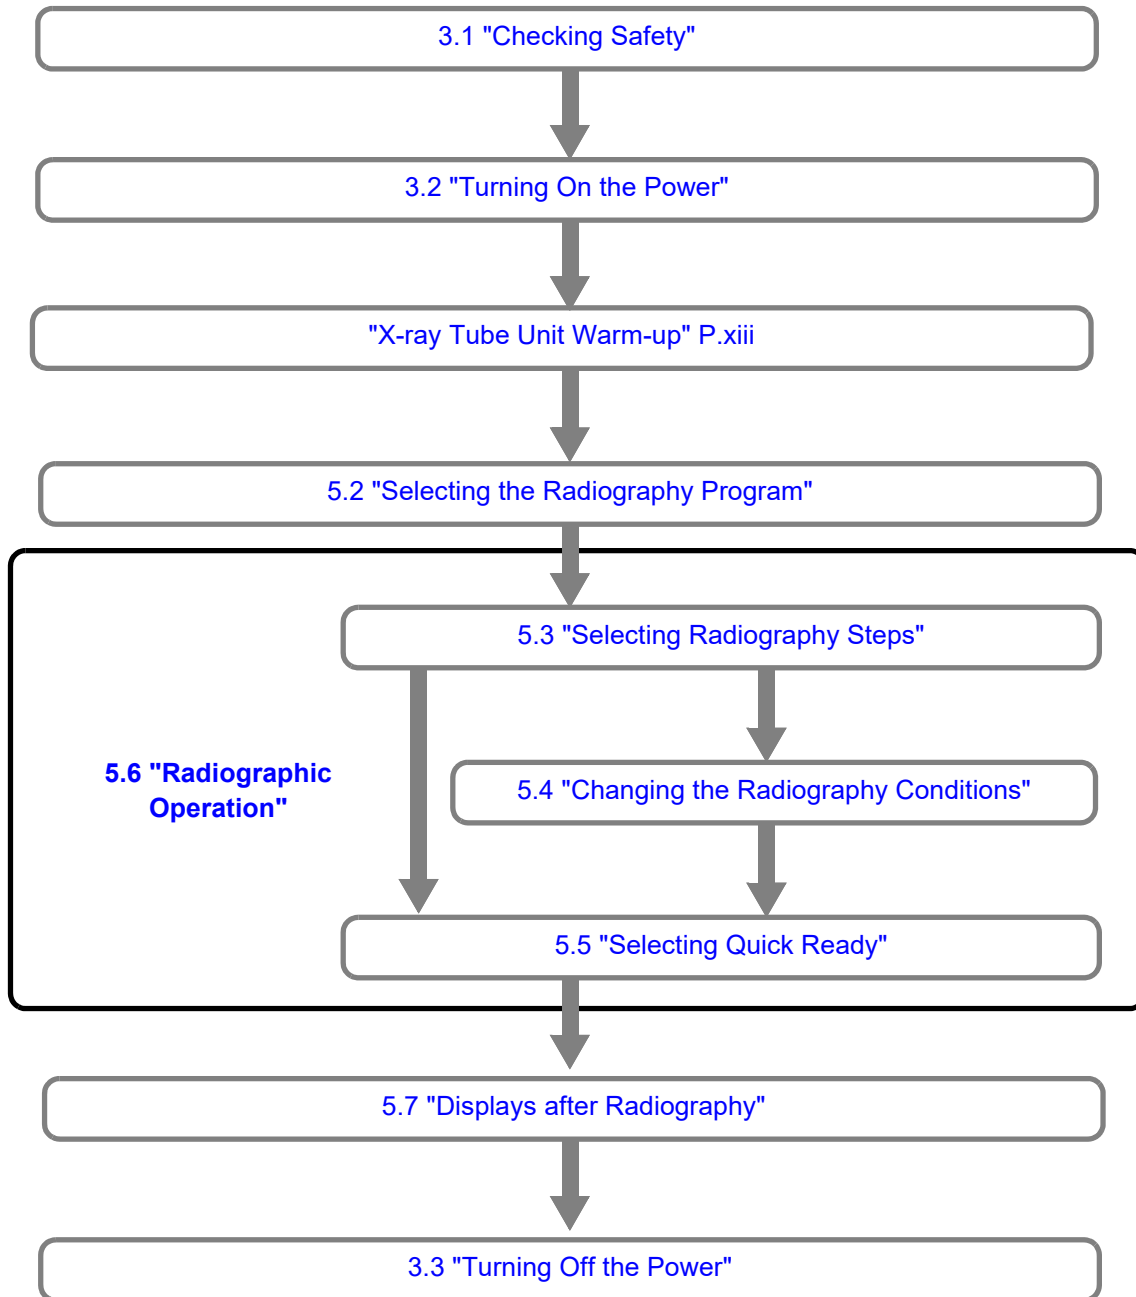 3.1 "Checking Safety"
3.2 "Turning On the Power"
"X-ray Tube Unit Warm-up" P.xiii
5.2 "Selecting the Radiography Program"
5.3 "Selecting Radiography Steps"
5.6 "Radiographic
Operation"
5.4 "Changing the Radiography Conditions"
5.5 "Selecting Quick Ready"
5.7 "Displays after Radiography"
3.3 "Turning Off the Power"